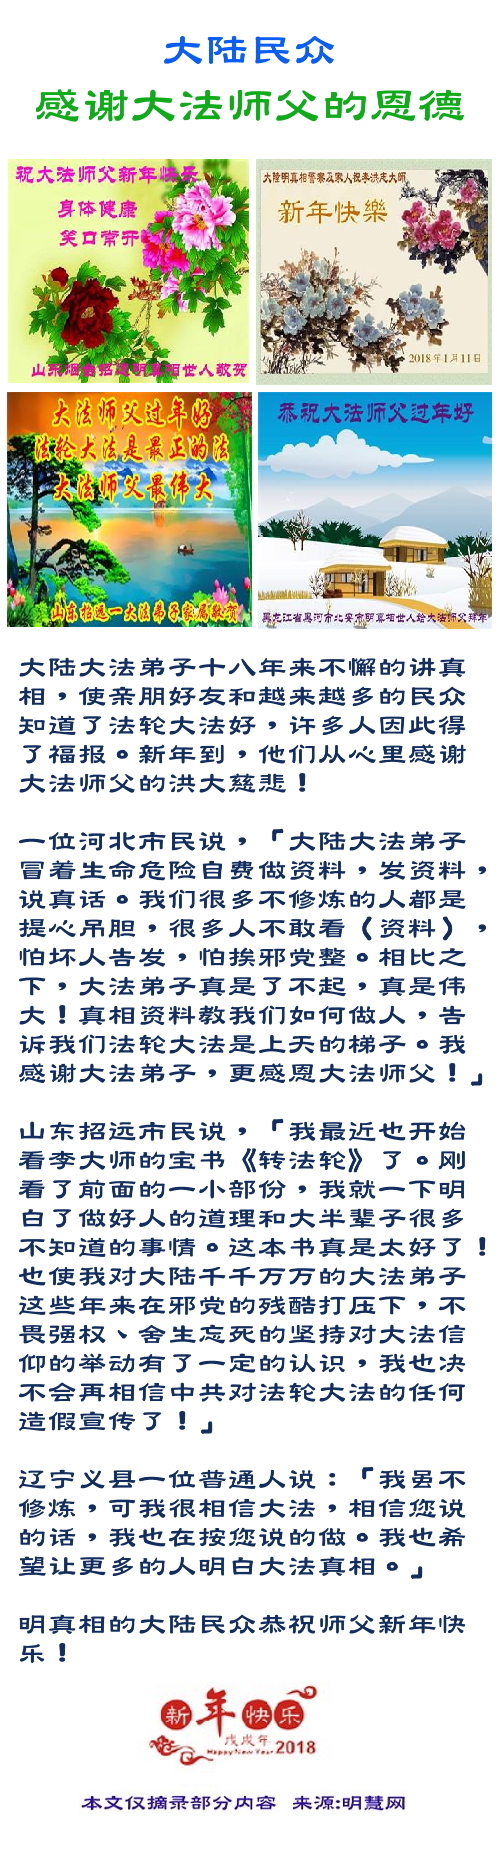 大陆民众
感谢大法师父的恩德
祝大法师父新年快乐
身体健康
笑口常开
山东烟台招远明真相世人敬贺
大陸明真相警察及家人祝李洪志大师
新年快樂
2018年1月11日
大法师父过年好
法轮大法是最正的法
大法师父最伟大
山东招远一大法弟子家属敬贺
恭祝大法师父过年好
黑龙江省黑河市北安市明真相世人给大法师父拜年
大陆大法弟子十八年来不懈的讲真
相，使亲朋好友和越来越多的民众
知道了法轮大法好，许多人因此得
了福报。新年到，他们从心里感谢
大法师父的洪大慈悲！
一位河北市民说，「大陆大法弟子
冒着生命危险自费做资料，发资料，
说真话。我们很多不修炼的人都是
提心吊胆，很多人不敢看（资料），
怕坏人告发，怕挨邪党整。相比之
下，大法弟子真是了不起，真是伟
大！真相资料教我们如何做人，告
诉我们法轮大法是上天的梯子。我
感谢大法弟子，更感恩大法师父！」
山东招远市民说，「我最近也开始
看李大师的宝书《转法轮》了。刚
看了前面的一小部份，我就一下明
白了做好人的道理和大半辈子很多
不知道的事情。这本书真是太好了！
也使我对大陆千千万万的大法弟子
这些年来在邪党的残酷打压下，不
畏强权、舍生忘死的坚持对大法信
仰的举动有了一定的认识，我也决
不会再相信中共对法轮大法的任何
造假宣传了！」
辽宁义县一位普通人说：「我虽不
修炼，可我很相信大法，相信您说
的话，我也在按您说的做。我也希
望让更多的人明白大法真相。」
明真相的大陆民众恭祝师父新年快
乐！
新年快乐
戊戌年
Happy New Year 2018
本文仅摘录部分内容 来源:明慧网